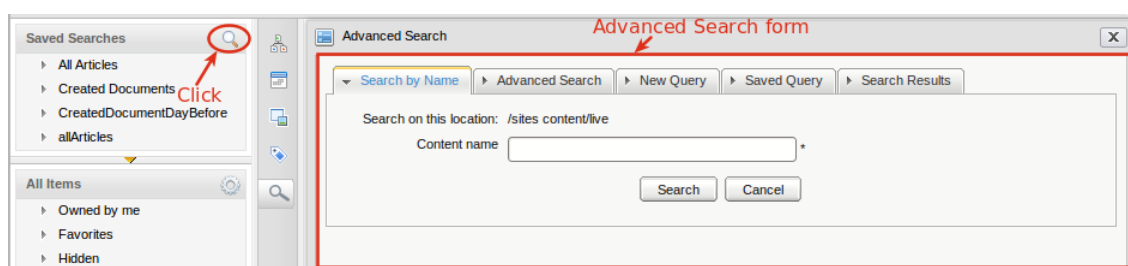 Saved Searches
All Articles
Created Documents
CreatedDocumentDayBefore
allArticles
Click
All Items
Owned by me
Favorites
Hidden
Advanced Search
Advanced Search form
X
Search by Name
Advanced Search
New Query
Saved Query
Search Results
Search on this location: /sites content/live
Content name *
Search Cancel